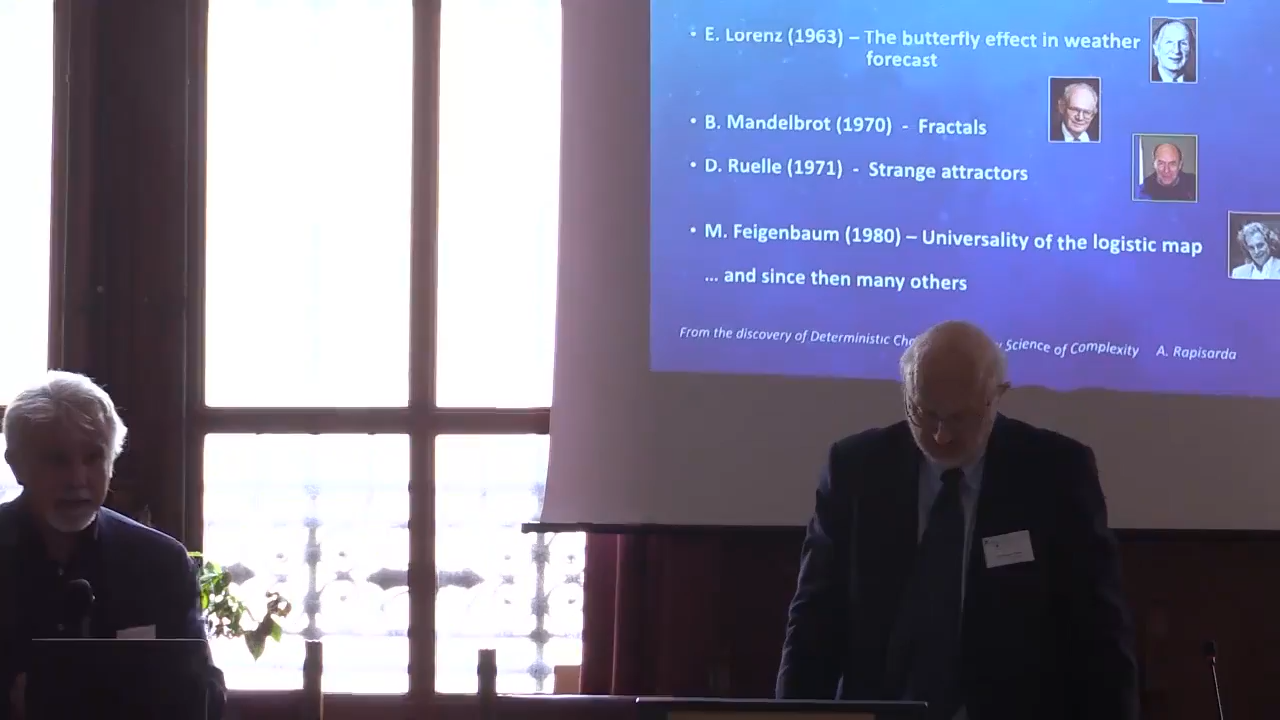 • E. Lorenz (1963) – The butterfly effect in weather
forecast
• B. Mandelbrot (1970) - Fractals
• D. Ruelle (1971) - Strange attractors
• M. Feigenbaum (1980) – Universality of the logistic map
... and since then many others
From the discovery of Deterministic Science of Complexity A. Rapisarda